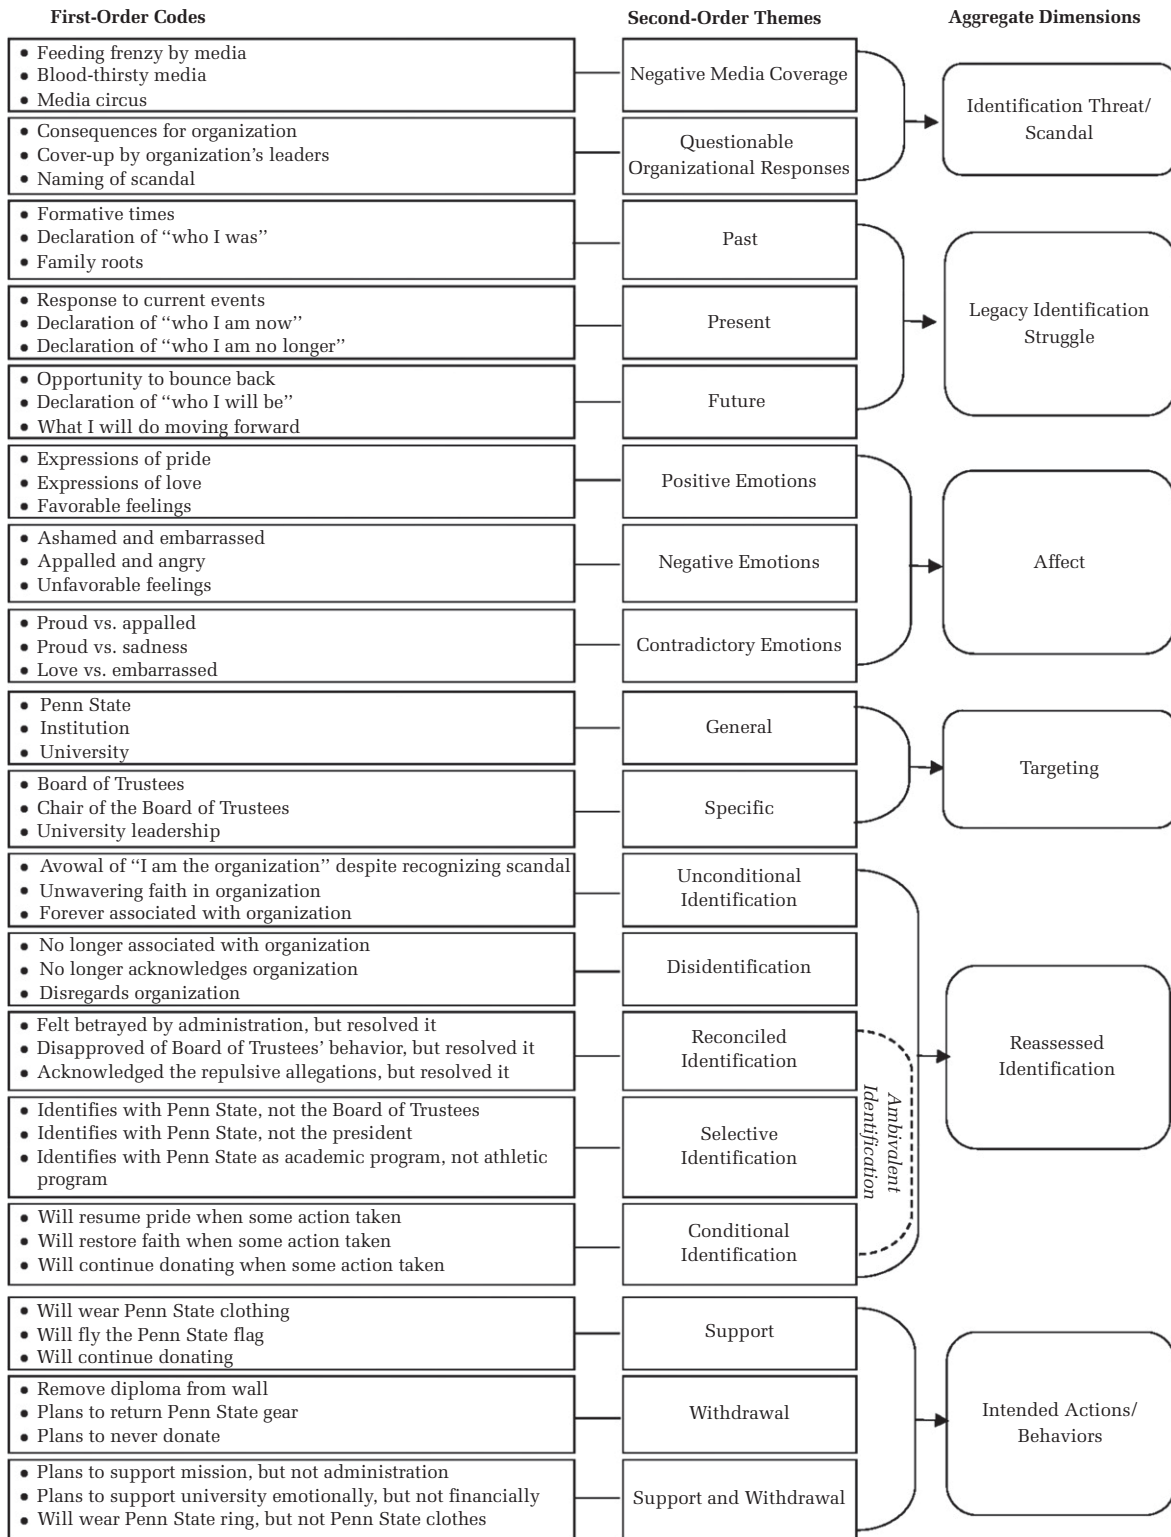 First-Order Codes
Second-Order Themes
Aggregate Dimensions
• Feeding frenzy by media
• Blood-thirsty media
• Media circus
Negative Media Coverage
• Consequences for organization
• Cover-up by organization's leaders
• Naming of scandal
Questionable
Organizational Responses
Identification Threat/
Scandal
• Formative times
• Declaration of ‘‘who I was’’
• Family roots
Past
• Response to current events
• Declaration of ‘‘who I am now’’
• Declaration of ‘‘who I am no longer’’
Present
• Opportunity to bounce back
• Declaration of ‘‘who I will be’’
• What I will do moving forward
Future
Legacy Identification
Struggle
• Expressions of pride
• Expressions of love
• Favorable feelings
Positive Emotions
• Ashamed and embarrassed
• Appalled and angry
• Unfavorable feelings
Negative Emotions
• Proud vs. appalled
• Proud vs. sadness
• Love vs. embarrassed
Contradictory Emotions
Affect
• Penn State
• Institution
• University
General
• Board of Trustees
• Chair of the Board of Trustees
• University leadership
Specific
Targeting
• Avowal of ‘‘I am the organization’’ despite recognizing scandal
• Unwavering faith in organization
• Forever associated with organization
Unconditional
Identification
• No longer associated with organization
• No longer acknowledges organization
• Disregards organization
Disidentification
• Felt betrayed by administration, but resolved it
• Disapproved of Board of Trustees’ behavior, but resolved it
• Acknowledged the repulsive allegations, but resolved it
Reconciled
Identification
• Identifies with Penn State, not the Board of Trustees
• Identifies with Penn State, not the president
• Identifies with Penn State as academic program, not athletic
program
Selective
Identification
• Will resume pride when some action taken
• Will restore faith when some action taken
• Will continue donating when some action taken
Conditional
Identification
Ambivalent
Identification
Reassessed
Identification
• Will wear Penn State clothing
• Will fly the Penn State flag
• Will continue donating
Support
• Remove diploma from wall
• Plans to return Penn State gear
• Plans to never donate
Withdrawal
• Plans to support mission, but not administration
• Plans to support university emotionally, but not financially
• Will wear Penn State ring, but not Penn State clothes
Support and Withdrawal
Intended Actions/
Behaviors